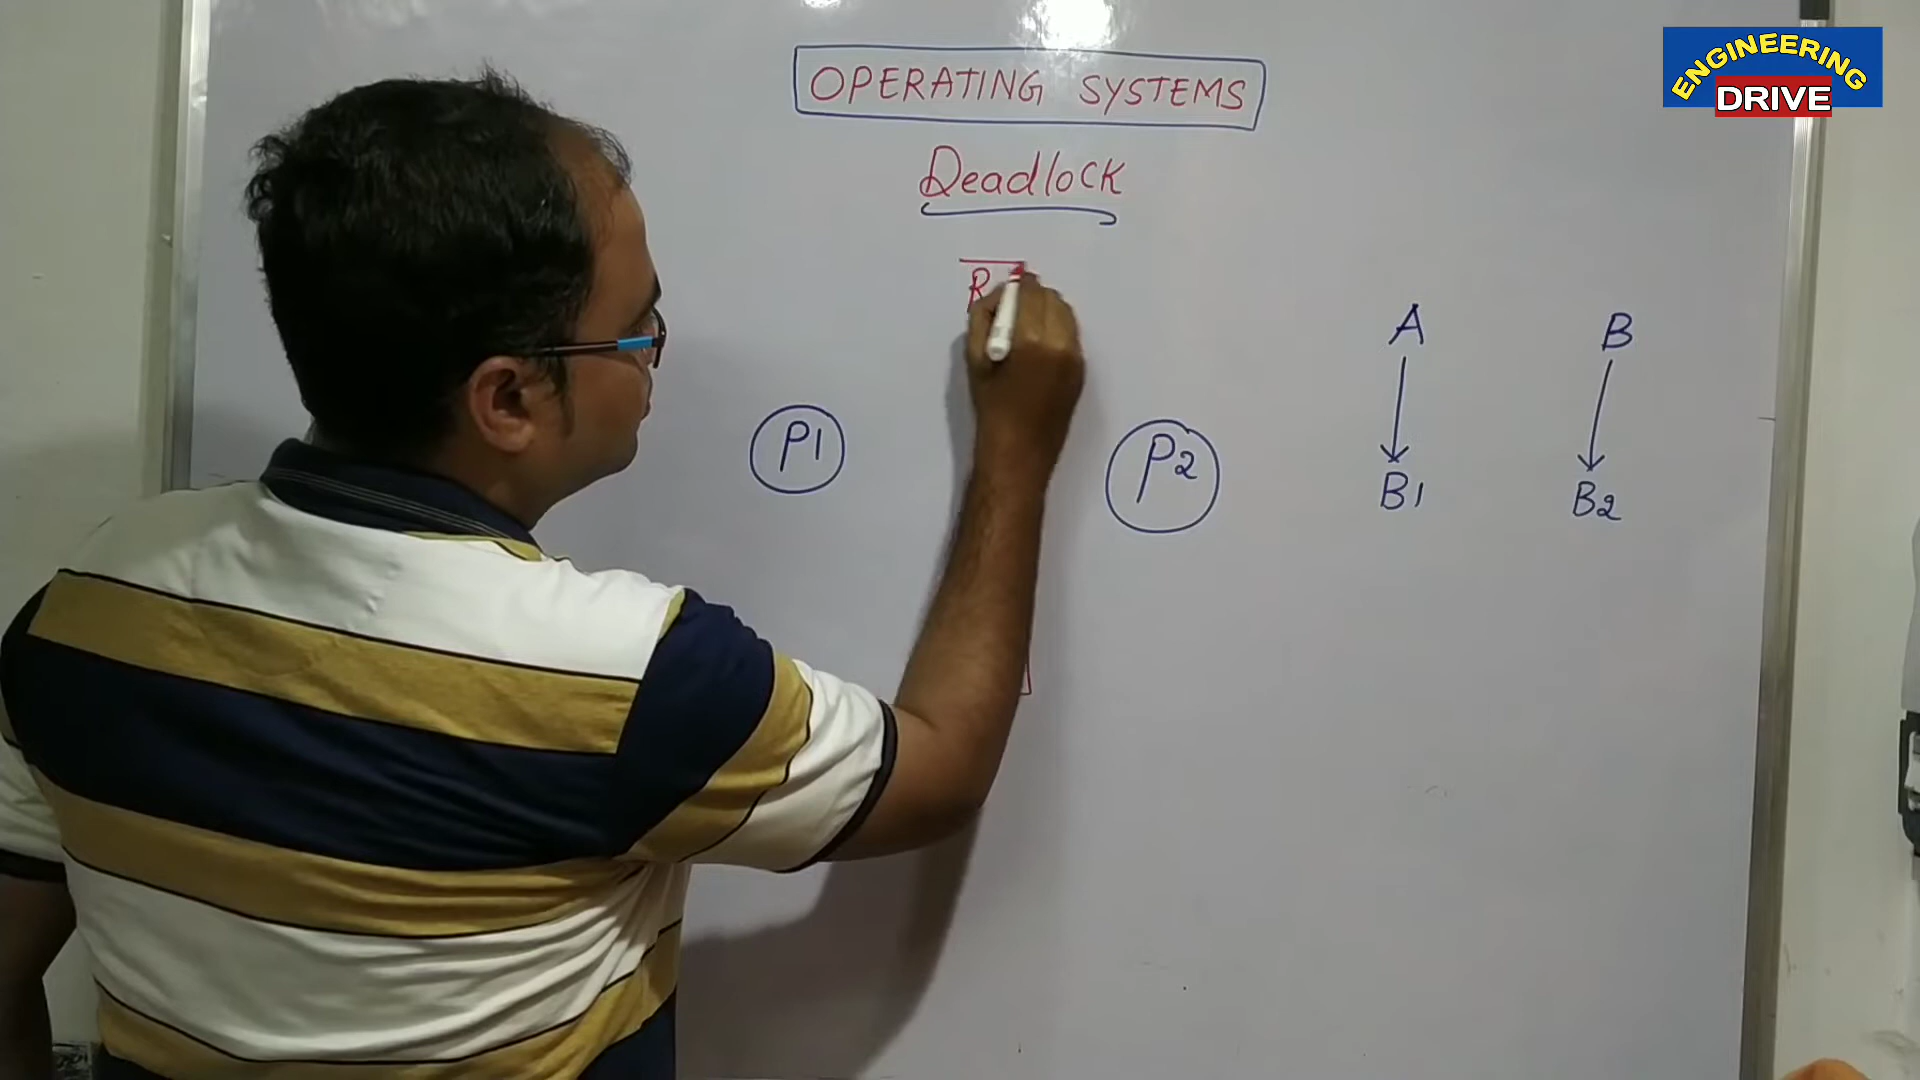 ENGINEERING
DRIVE
OPERATING SYSTEMS
Deadlock
R
A B
P1 P2
B1 B2